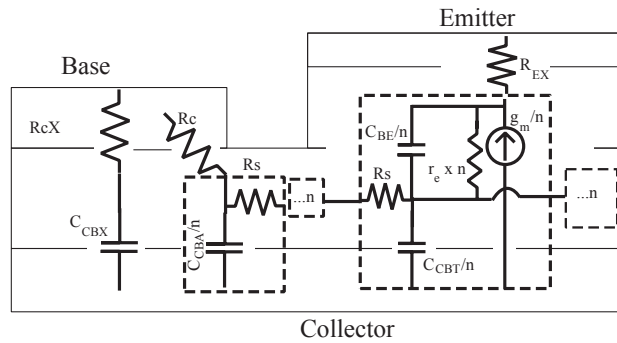 Emitter
Base
R_EX
RcX
Rc
g_m/n
C_BE/n
Rs
Rs
r_e x n
...n
...n
C_CBX
C_CBA/n
C_CBT/n
Collector